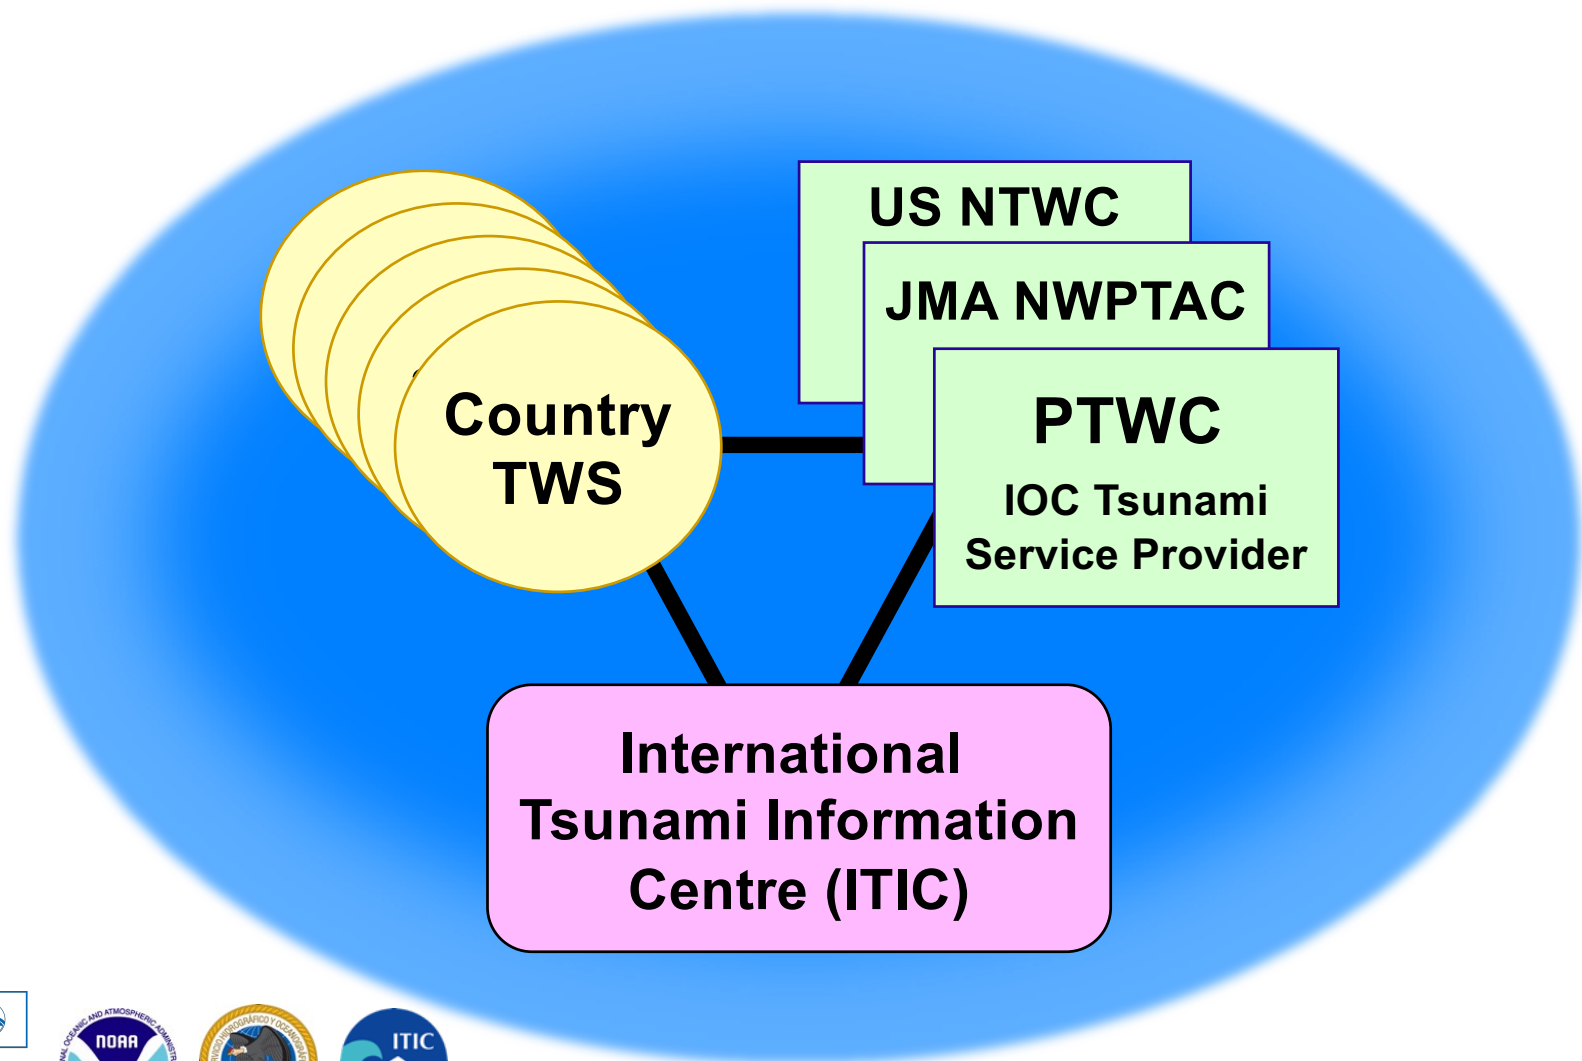 US NTWC
JMA NWPTAC
PTWC
IOC Tsunami
Service Provider
Country
TWS
International
Tsunami Information
Centre (ITIC)
NOAA
ITIC